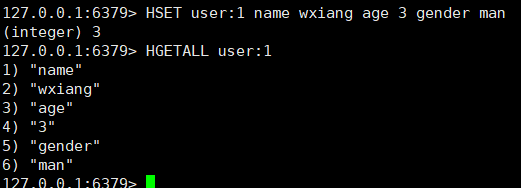 127.0.0.1:6379> HSET user:1 name wxiang age 3 gender man
(integer) 3
127.0.0.1:6379> HGETALL user:1
1) "name"
2) "wxiang"
3) "age"
4) "3"
5) "gender"
6) "man"
127.0.0.1:6379>